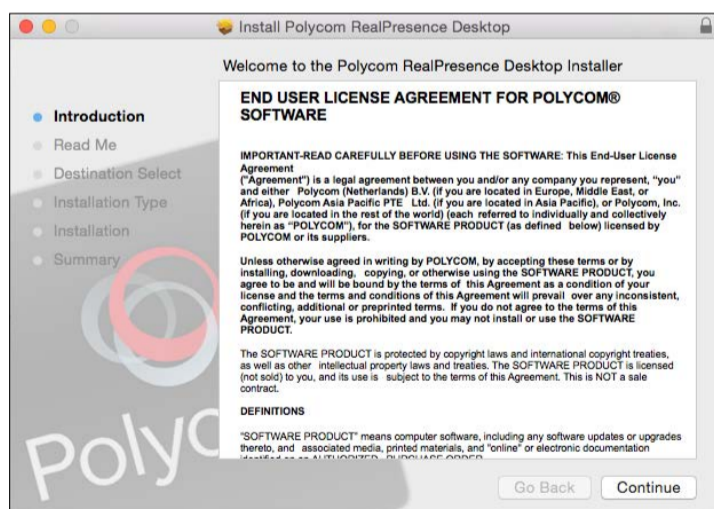 Install Polycom RealPresence Desktop
Welcome to the Polycom RealPresence Desktop Installer
Introduction
Read Me
Destination Select
Installation Type
Installation
Summary
END USER LICENSE AGREEMENT FOR POLYCOM®
SOFTWARE
IMPORTANT-READ CAREFULLY BEFORE USING THE SOFTWARE: This End-User License
Agreement
("Agreement") is a legal agreement between you and/or any company you represent, "you"
and either Polycom (Netherlands) B.V. (if you are located in Europe, Middle East, or
Africa), Polycom Asia Pacific PTE Ltd. (if you are located in Asia Pacific), or Polycom, Inc.
(if you are located in the rest of the world) (each referred to individually and collectively
herein as "POLYCOM"), for the SOFTWARE PRODUCT (as defined below) licensed by
POLYCOM or its suppliers.
Unless otherwise agreed in writing by POLYCOM, by accepting these terms or by
installing, downloading, copying, or otherwise using the SOFTWARE PRODUCT, you
agree to be and will be bound by the terms of this Agreement as a condition of your
license and the terms and conditions of this Agreement will prevail over any inconsistent,
conflicting, additional or preprinted terms. If you do not agree to the terms of this
Agreement, your use is prohibited and you may not install or use the SOFTWARE
PRODUCT.
The SOFTWARE PRODUCT is protected by copyright laws and international copyright treaties,
as well as other intellectual property laws and treaties. The SOFTWARE PRODUCT is licensed
(not sold) to you, and its use is subject to the terms of this Agreement. This is NOT a sale
contract.
DEFINITIONS
"SOFTWARE PRODUCT" means computer software, including any software updates or upgrades
thereto, and associated media, printed materials, and "online" or electronic documentation
Polyc
Go Back
Continue